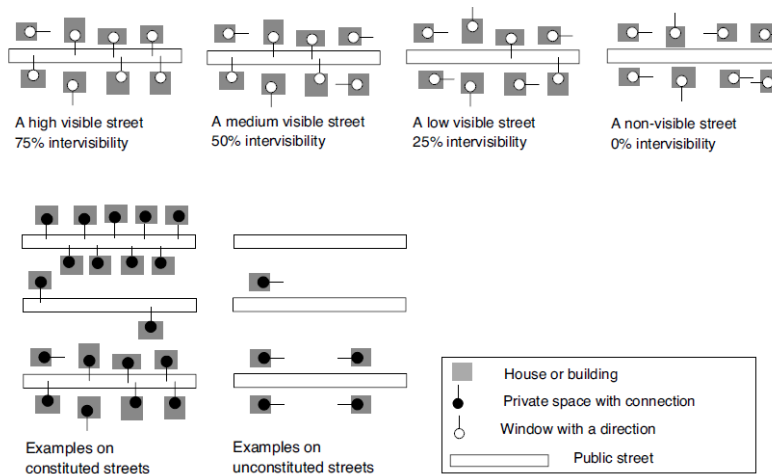 A high visible street
75% intervisibility
A medium visible street
50% intervisibility
A low visible street
25% intervisibility
A non-visible street
0% intervisibility
Examples on
constituted streets
Examples on
unconstituted streets
House or building
Private space with connection
Window with a direction
Public street